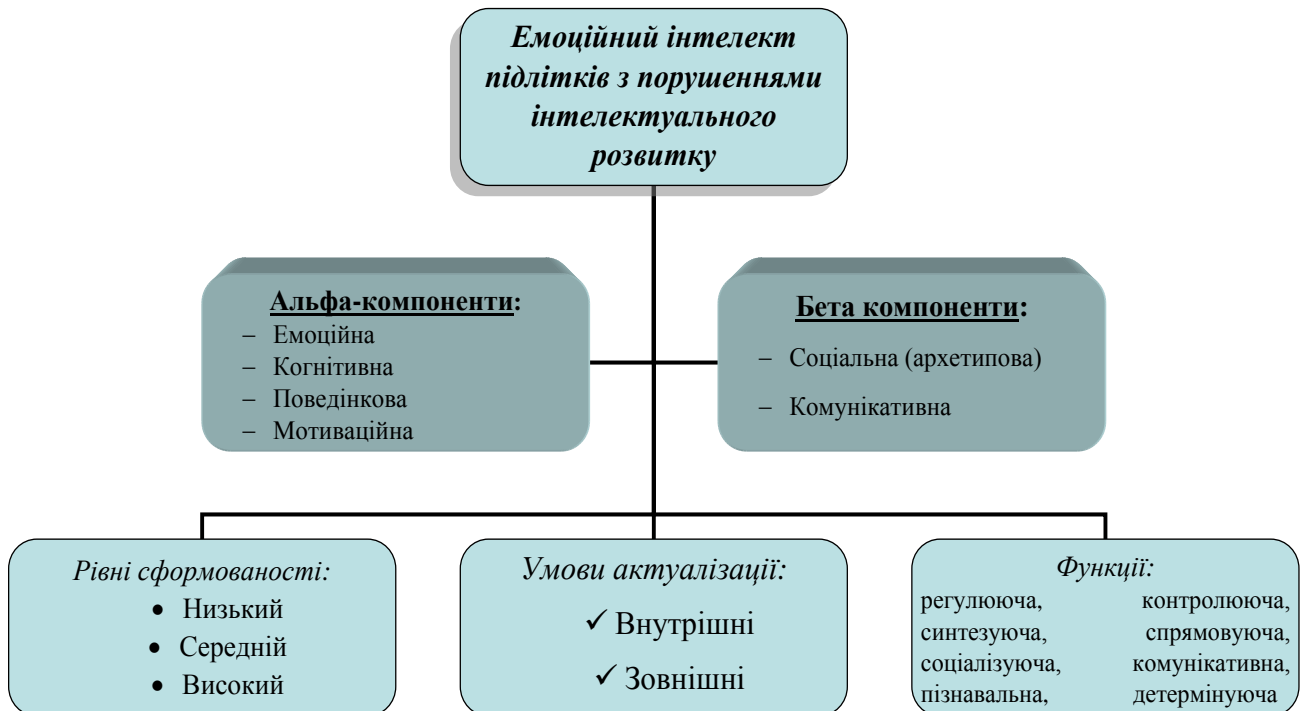 Емоційний інтелект
підлітків з порушеннями
інтелектуального
розвитку
Альфа-компоненти:
– Емоційна
– Когнітивна
– Поведінкова
– Мотиваційна
Бета компоненти:
– Соціальна (архетипова)
– Комунікативна
Рівні сформованості:
• Низький
• Середній
• Високий
Умови актуалізації:
✓ Внутрішні
✓ Зовнішні
Функції:
регулююча, контролююча,
синтезуюча, спрямовуюча,
соціалізуюча, комунікативна,
пізнавальна, детермінуюча